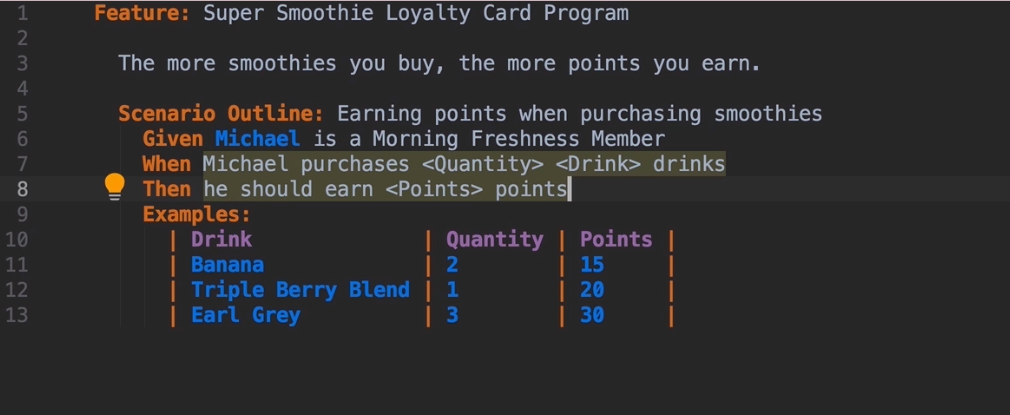 1 Feature: Super Smoothie Loyalty Card Program
2
3 The more smoothies you buy, the more points you earn.
4
5 Scenario Outline: Earning points when purchasing smoothies
6 Given Michael is a Morning Freshness Member
7 When Michael purchases <Quantity> <Drink> drinks
8 Then he should earn <Points> points
9 Examples:
10 | Drink | Quantity | Points |
11 | Banana | 2 | 15 |
12 | Triple Berry Blend | 1 | 20 |
13 | Earl Grey | 3 | 30 |